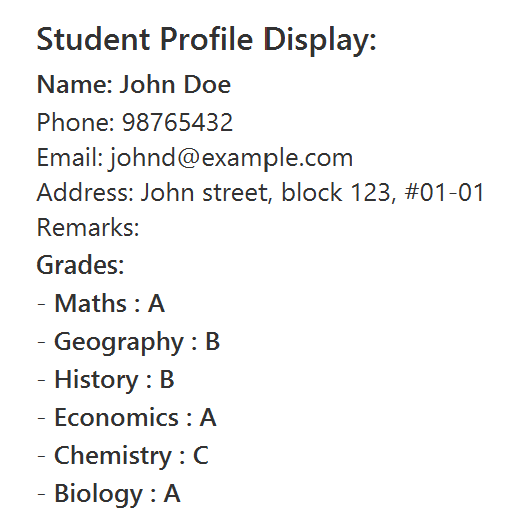 Student Profile Display:
Name: John Doe
Phone: 98765432
Email: johnd@example.com
Address: John street, block 123, #01-01
Remarks:
Grades:
- Maths : A
- Geography : B
- History : B
- Economics : A
- Chemistry : C
- Biology : A